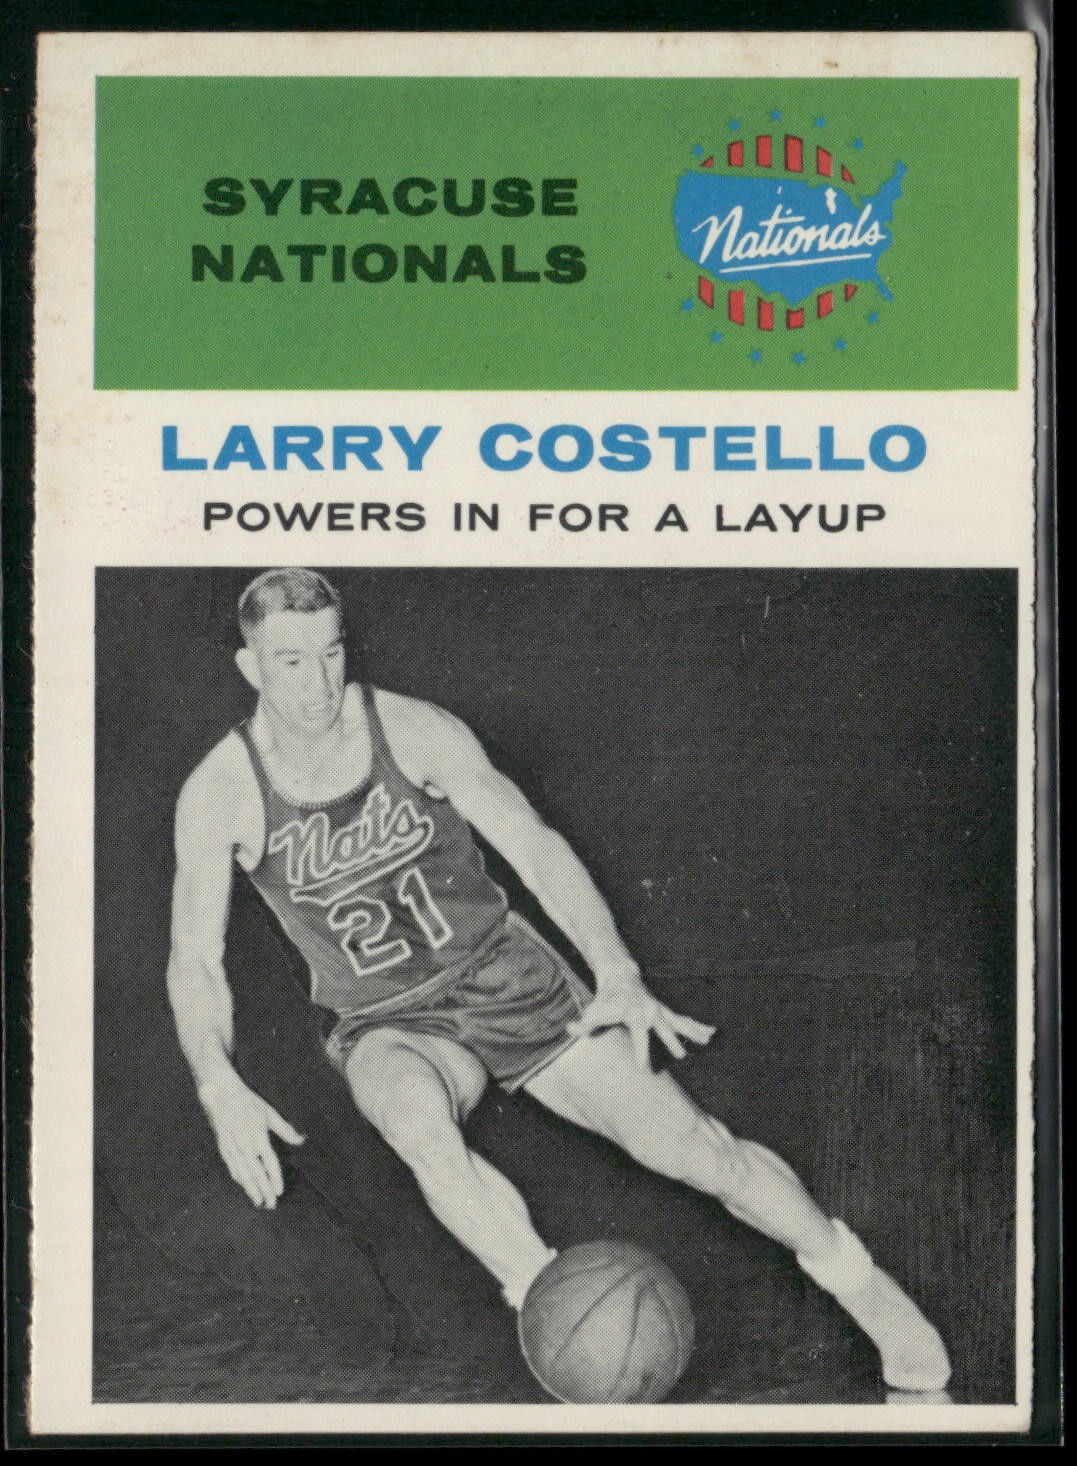 SYRACUSE
NATIONALS
Nationals
LARRY COSTELLO
POWERS IN FOR A LAYUP
Nats
21